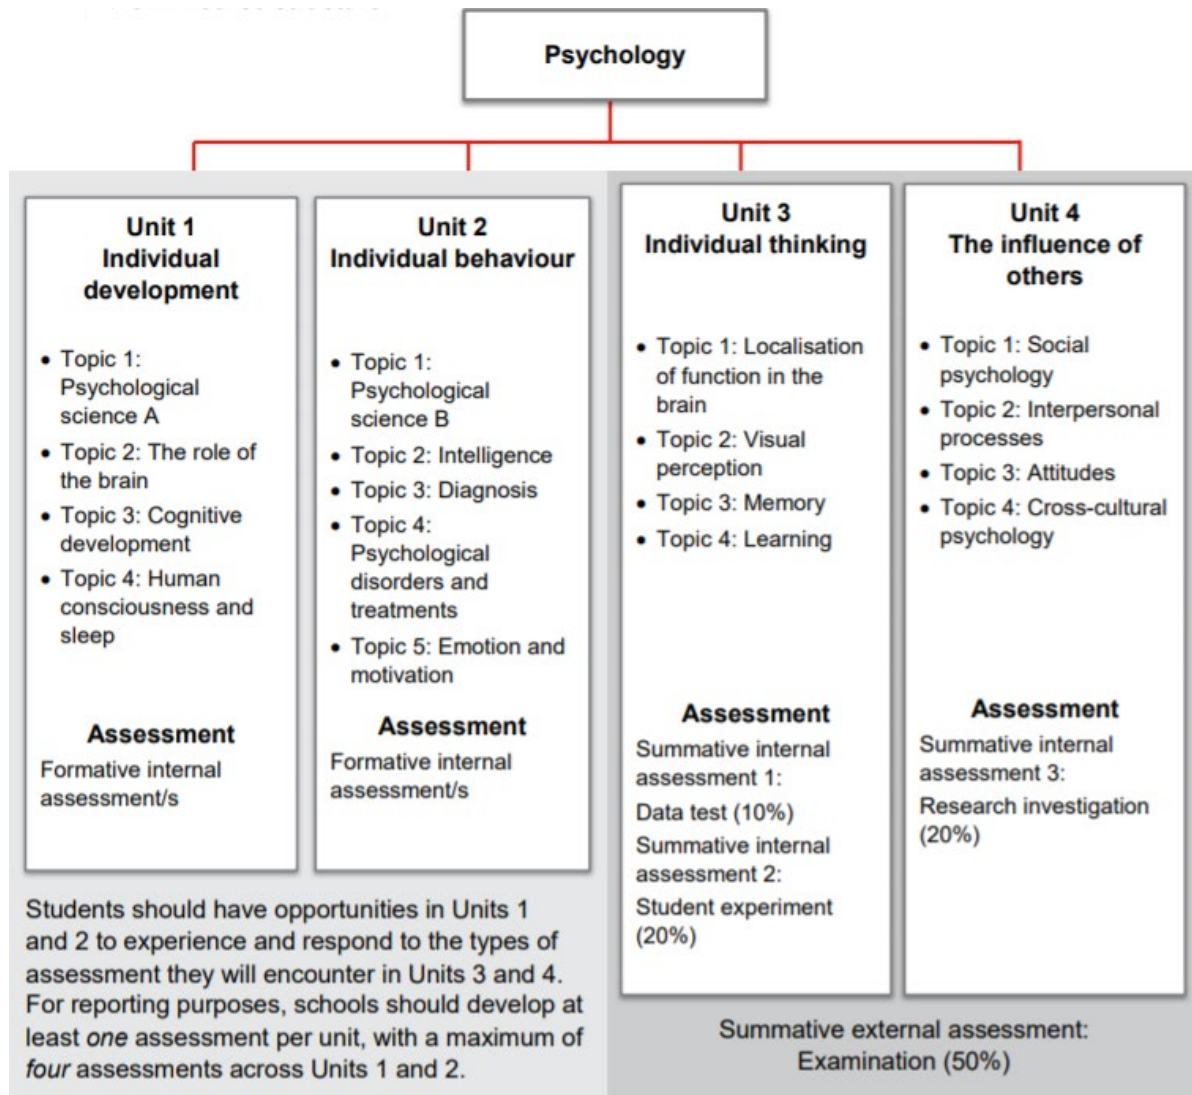 Psychology
Unit 1
Individual
development
• Topic 1:
Psychological
science A
• Topic 2: The role of
the brain
• Topic 3: Cognitive
development
• Topic 4: Human
consciousness and
sleep
Assessment
Formative internal
assessment/s
Unit 2
Individual behaviour
• Topic 1:
Psychological
science B
• Topic 2: Intelligence
• Topic 3: Diagnosis
• Topic 4:
Psychological
disorders and
treatments
• Topic 5: Emotion and
motivation
Assessment
Formative internal
assessment/s
Students should have opportunities in Units 1
and 2 to experience and respond to the types of
assessment they will encounter in Units 3 and 4.
For reporting purposes, schools should develop at
least one assessment per unit, with a maximum of
four assessments across Units 1 and 2.
Unit 3
Individual thinking
• Topic 1: Localisation
of function in the
brain
• Topic 2: Visual
perception
• Topic 3: Memory
• Topic 4: Learning
Assessment
Summative internal
assessment 1:
Data test (10%)
Summative internal
assessment 2:
Student experiment
(20%)
Unit 4
The influence of
others
• Topic 1: Social
psychology
• Topic 2: Interpersonal
processes
• Topic 3: Attitudes
• Topic 4: Cross-cultural
psychology
Assessment
Summative internal
assessment 3:
Research investigation
(20%)
Summative external assessment:
Examination (50%)